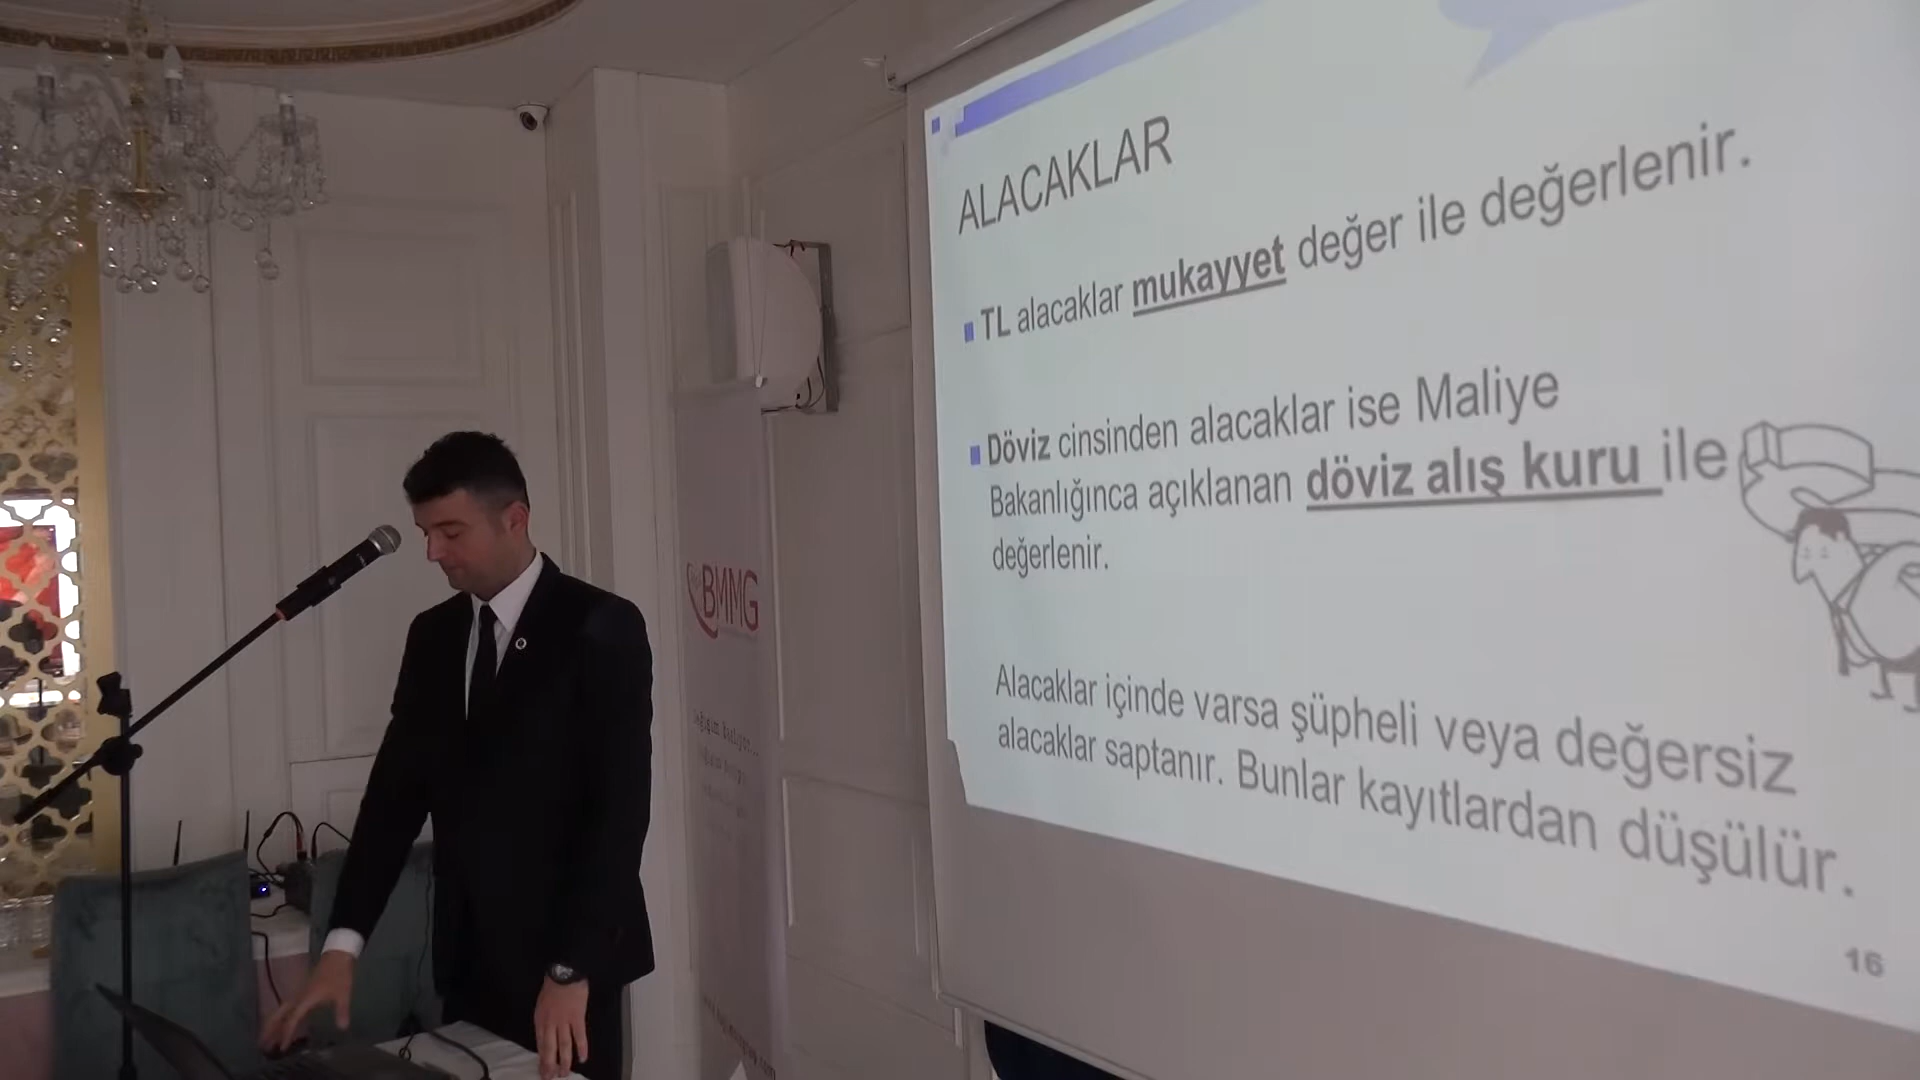 ALACAKLAR
TL alacaklar mukayyet değer ile değerlenir.
Döviz cinsinden alacaklar ise Maliye
Bakanlığınca açıklanan döviz alış kuru ile
değerlenir.
Alacaklar içinde varsa şüpheli veya değersiz
alacaklar saptanır. Bunlar kayıtlardan düşülür.
16
BMMG